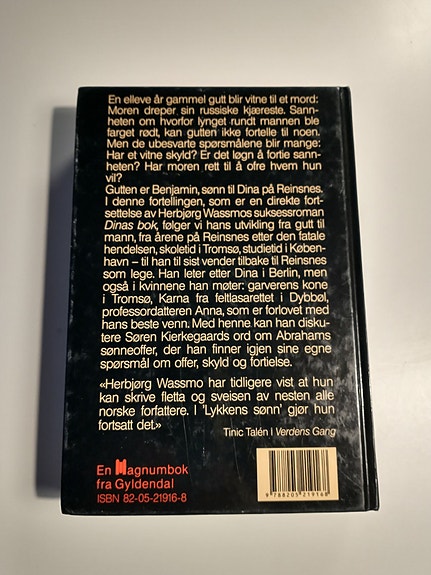 En elleve år gammel gutt blir vitne til et mord:
Moren dreper sin russiske kjæreste. Sann-
heten om hvorfor lynget rundt mannen ble
farget rødt, kan gutten ikke fortelle til noen.
Men de ubesvarte spørsmålene blir mange:
Har et vitne skyld? Er det løgn å fortie sann-
heten? Har moren rett til å ofre hvem hun
vil?
Gutten er Benjamin, sønn til Dina på Reinsnes.
I denne fortellingen, som er en direkte fort-
settelse av Herbjørg Wassmos suksessroman
Dinas bok, følger vi hans utvikling fra gutt til
mann, fra årene på Reinsnes etter den fatale
hendelsen, skoletid i Tromsø, studietid i Køben-
havn – til han til sist vender tilbake til Reinsnes
som lege. Han leter etter Dina i Berlin, men
også i kvinnene han møter: garverens kone
i Tromsø, Karna fra feltlasarettet i Dybbøl,
professordatteren Anna, som er forlovet med
hans beste venn. Med henne kan han disku-
tere Søren Kierkegaards ord om Abrahams
sønneoffer, der han finner igjen sine egne
spørsmål om offer, skyld og fortielse.
«Herbjørg Wassmo har tidligere vist at hun
kan skrive fletta og sveisen av nesten alle
norske forfattere. I 'Lykkens sønn' gjør hun
fortsatt det.»
Tinic Talén i Verdens Gang
En Magnumbok
fra Gyldendal
ISBN 82-05-21916-8
9 788205 219168